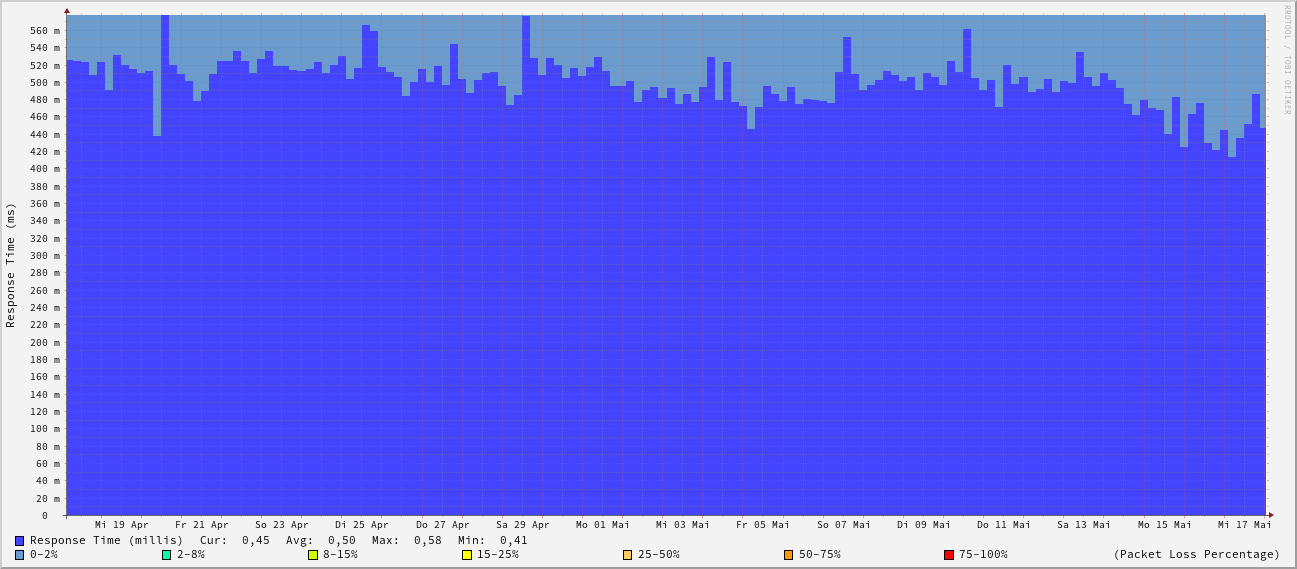 RRDTOOL / TOBI OETIKER
Response Time (ms)
560 m
540 m
520 m
500 m
480 m
460 m
440 m
420 m
400 m
380 m
360 m
340 m
320 m
300 m
280 m
260 m
240 m
220 m
200 m
180 m
160 m
140 m
120 m
100 m
80 m
60 m
40 m
20 m
0
Mi 19 Apr Fr 21 Apr So 23 Apr Di 25 Apr Do 27 Apr Sa 29 Apr Mo 01 Mai Mi 03 Mai Fr 05 Mai So 07 Mai Di 09 Mai Do 11 Mai Sa 13 Mai Mo 15 Mai Mi 17 Mai
Response Time (millis) Cur: 0,45 Avg: 0,50 Max: 0,58 Min: 0,41
0-2% 2-8% 8-15% 15-25% 25-50% 50-75% 75-100% (Packet Loss Percentage)